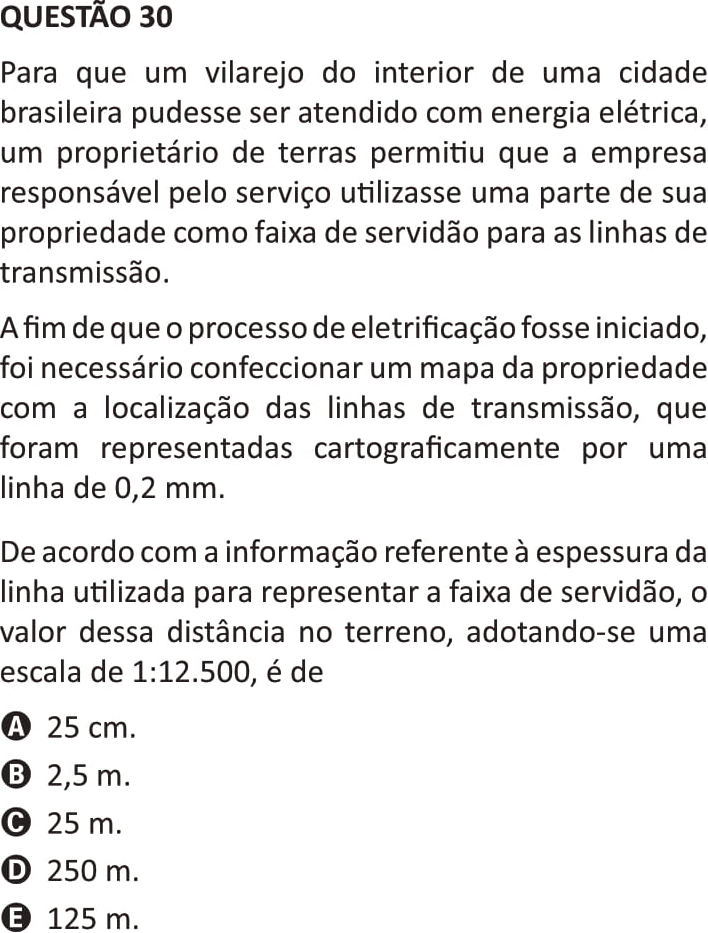 QUESTÃO 30
Para que um vilarejo do interior de uma cidade
brasileira pudesse ser atendido com energia elétrica,
um proprietário de terras permitiu que a empresa
responsável pelo serviço utilizasse uma parte de sua
propriedade como faixa de servidão para as linhas de
transmissão.
A fim de que o processo de eletrificação fosse iniciado,
foi necessário confeccionar um mapa da propriedade
com a localização das linhas de transmissão, que
foram representadas cartograficamente por uma
linha de 0,2 mm.
De acordo com a informação referente à espessura da
linha utilizada para representar a faixa de servidão, o
valor dessa distância no terreno, adotando-se uma
escala de 1:12.500, é de
A 25 cm.
B 2,5 m.
C 25 m.
D 250 m.
E 125 m.